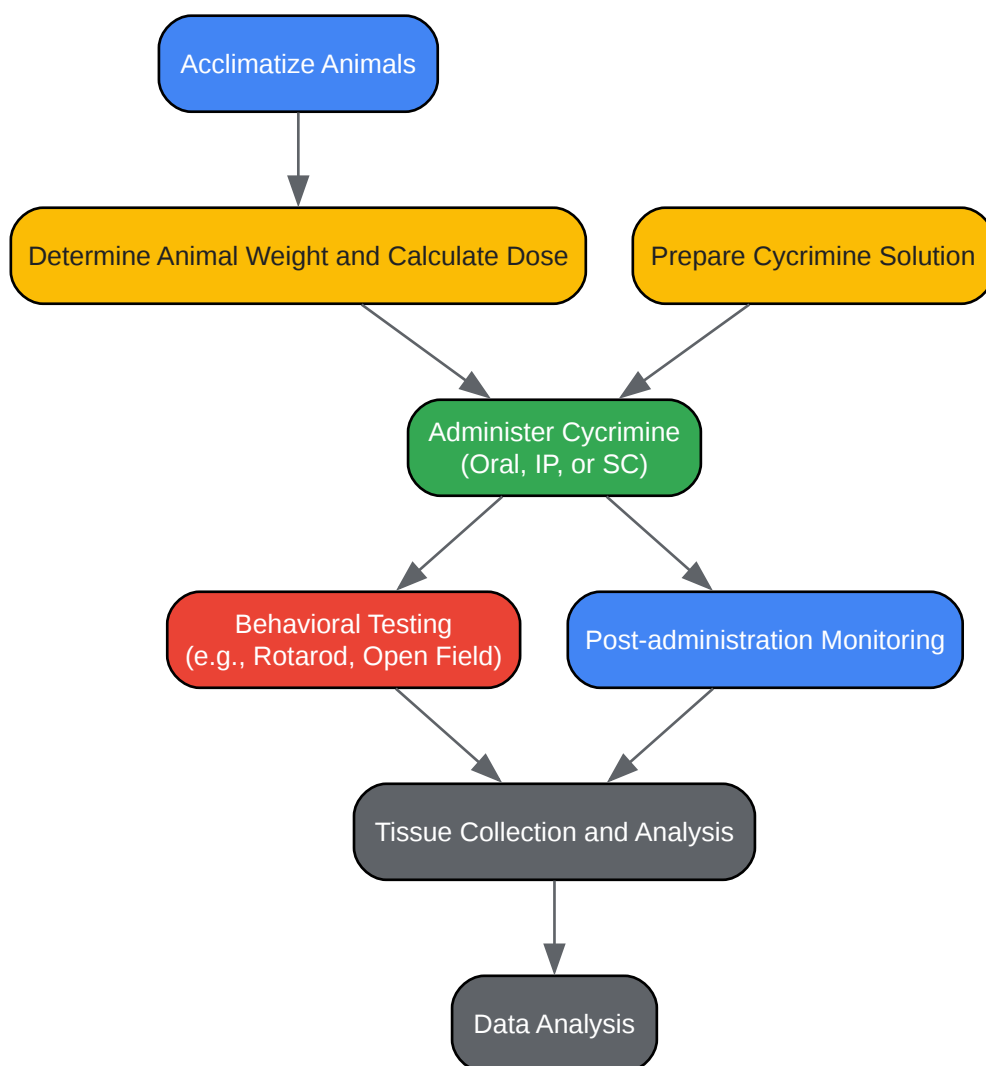 Acclimatize Animals
Determine Animal Weight and Calculate Dose
Prepare Cycrimine Solution
Administer Cycrimine
(Oral, IP, or SC)
Behavioral Testing
(e.g., Rotarod, Open Field)
Post-administration Monitoring
Tissue Collection and Analysis
Data Analysis